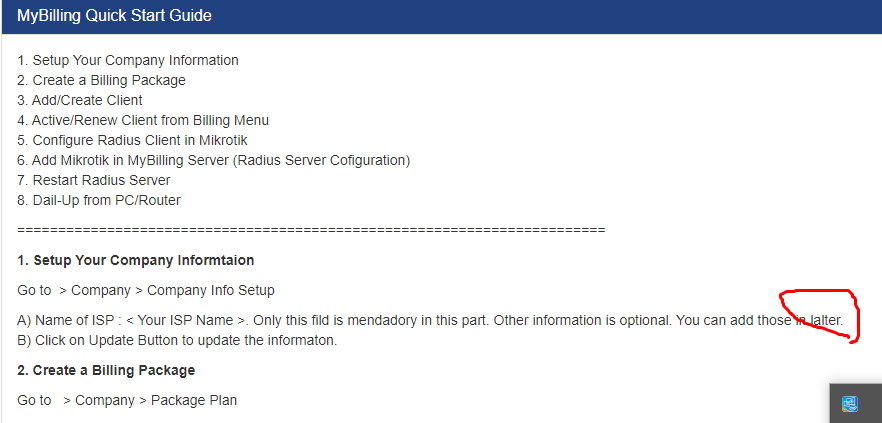 MyBilling Quick Start Guide
1. Setup Your Company Information
2. Create a Billing Package
3. Add/Create Client
4. Active/Renew Client from Billing Menu
5. Configure Radius Client in Mikrotik
6. Add Mikrotik in MyBilling Server (Radius Server Cofiguration)
7. Restart Radius Server
8. Dail-Up from PC/Router
========================================================================
1. Setup Your Company Informtaion
Go to > Company > Company Info Setup
A) Name of ISP : < Your ISP Name >. Only this fild is mendadory in this part. Other information is optional. You can add those in lalter.
B) Click on Update Button to update the informaton.
2. Create a Billing Package
Go to > Company > Package Plan